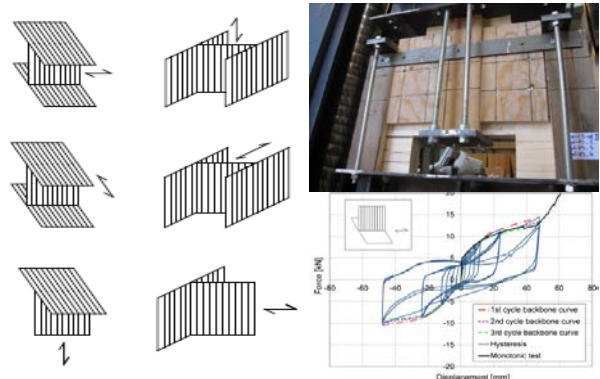 20
15
10
5
0
-80 -60 -40 -20 0 20 40 60
-5
-10
-15
-20
Force [kN]
1st cycle backbone curve
2nd cycle backbone curve
3rd cycle backbone curve
Hysteresis
Monotonic test
Displacement [mm]